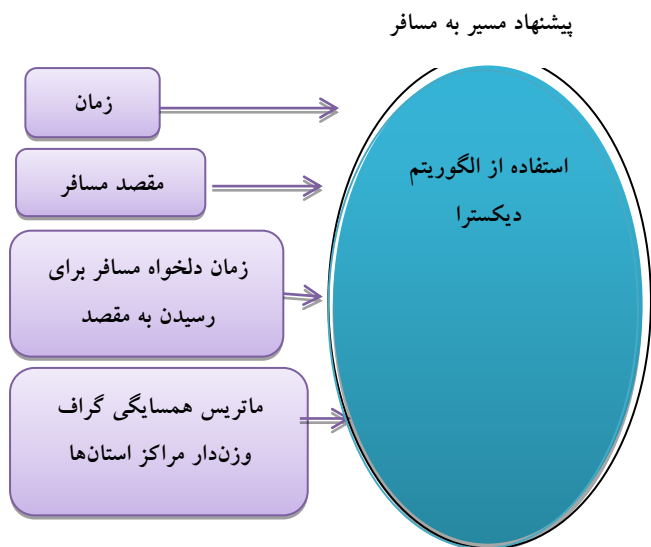 پیشنهاد مسیر به مسافر
زمان
مقصد مسافر
زمان دلخواه مسافر برای
رسیدن به مقصد
ماتریس همسایگی گراف
وزن‌دار مراکز استان‌ها
استفاده از الگوریتم
دیکسترا